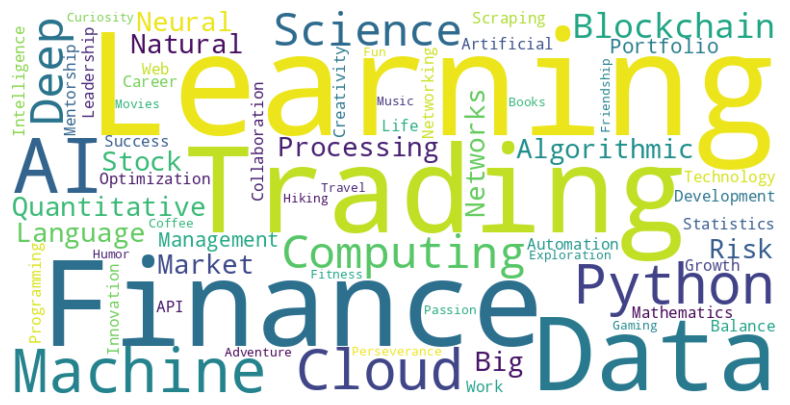 Curiosity
Neural
Science
Scraping
Blockchain
Intelligence
Deep
Mentorship
Leadership
Natural
Learning
Fun
Artificial
Portfolio
Web
Career
Creativity
Networking
Friendship
Movies
Music
Books
Life
AI
Success
Stock
Optimization
Collaboration
Processing
Networks
Algorithmic
Trading
Technology
Travel
Hiking
Development
Quantitative
Coffee
Language
Management
Statistics
Computing
Automation
Exploration
Risk
Programming
Humor
Innovation
Market
Fitness
Growth
Finance
Python
API
Passion
Mathematics
Gaming
Balance
Data
Machine
Adventure
Cloud
Perseverance
Big
Work